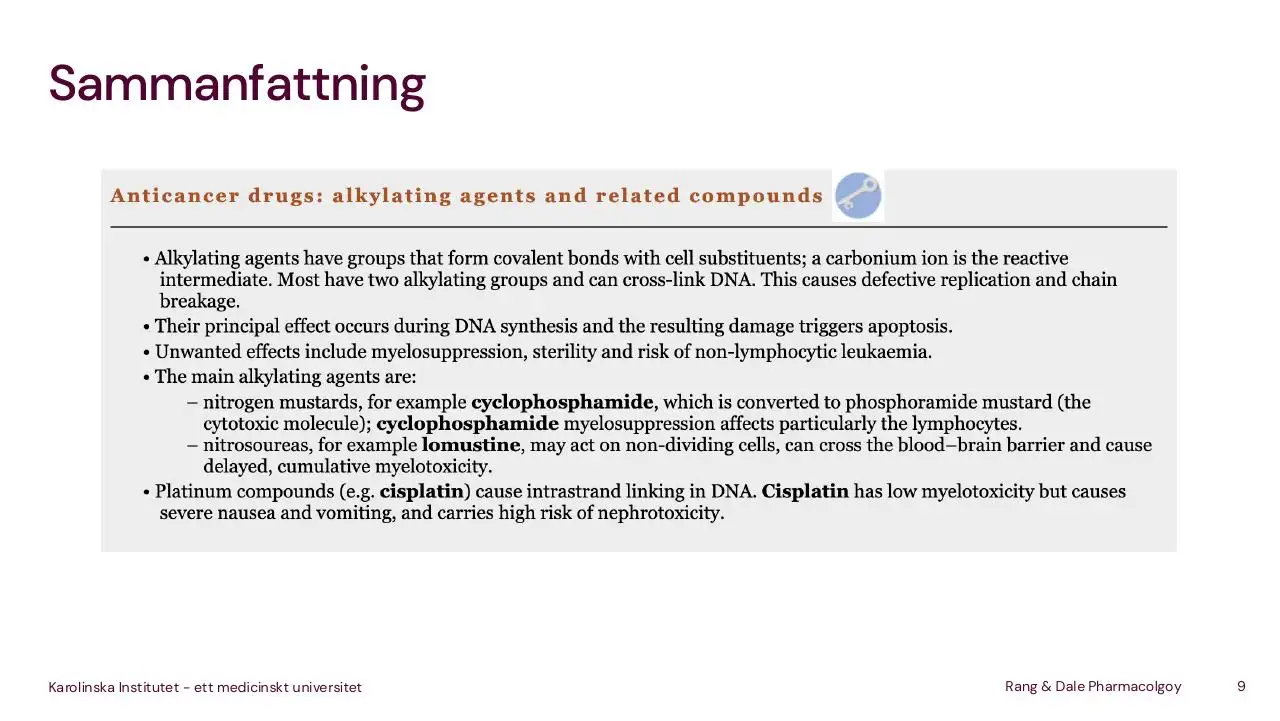 Sammanfattning
Anticancer drugs: alkylating agents and related compounds
• Alkylating agents have groups that form covalent bonds with cell substituents; a carbonium ion is the reactive
intermediate. Most have two alkylating groups and can cross-link DNA. This causes defective replication and chain
breakage.
• Their principal effect occurs during DNA synthesis and the resulting damage triggers apoptosis.
• Unwanted effects include myelosuppression, sterility and risk of non-lymphocytic leukaemia.
• The main alkylating agents are:
– nitrogen mustards, for example cyclophosphamide, which is converted to phosphoramide mustard (the
cytotoxic molecule); cyclophosphamide myelosuppression affects particularly the lymphocytes.
– nitrosoureas, for example lomustine, may act on non-dividing cells, can cross the blood–brain barrier and cause
delayed, cumulative myelotoxicity.
• Platinum compounds (e.g. cisplatin) cause intrastrand linking in DNA. Cisplatin has low myelotoxicity but causes
severe nausea and vomiting, and carries high risk of nephrotoxicity.
Karolinska Institutet - ett medicinskt universitet
Rang & Dale Pharmacolgoy
9